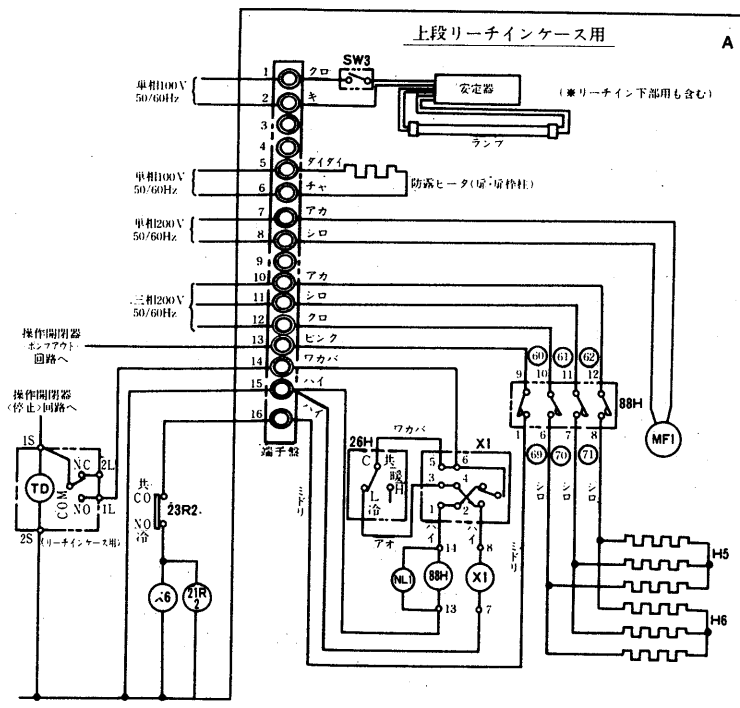 上段リーチインケース用
A
単相100V
50/60Hz
1
クロ
SW3
安定器
(※リーチイン下部用も含む)
2
キ
ランプ
3
4
単相100V
50/60Hz
5
ダイダイ
6
チャ
防露ヒータ(扉・扉枠柱)
単相200V
50/60Hz
7
アカ
8
シロ
9
三相200V
50/60Hz
10
アカ
11
シロ
12
クロ
操作開閉器
ポンプアウト
回路へ
13
ピンク
14
ワカバ
15
ハイ
16
ハイ
端子盤
60
61
62
9
10
11
12
88H
1
6
7
8
69
70
71
シロ
シロ
シロ
MF1
操作開閉器
(停止)回路へ
1S
NC
2L
TD
COM
NO
1L
2S
(リーチインケース用)
共
CO
NO
冷
23R2
X6
21R
2
ミドリ
ワカバ
26H
C
共
暖
H
L
冷
アオ
X1
5
6
3
4
1
2
ハイ
ハイ
ミドリ
14
8
NL1
88H
X1
13
7
H5
H6